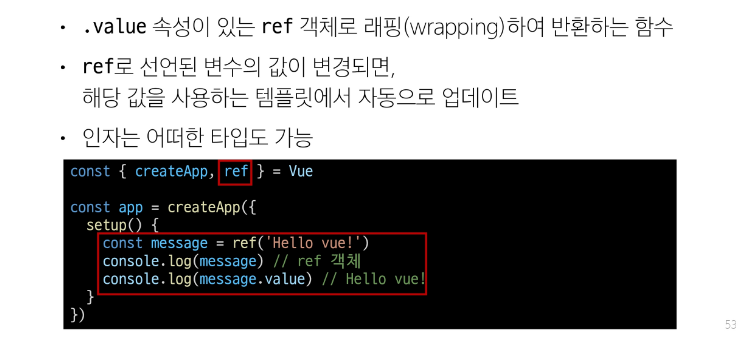 • .value 속성이 있는 ref 객체로 래핑(wrapping)하여 반환하는 함수
• ref로 선언된 변수의 값이 변경되면,
해당 값을 사용하는 템플릿에서 자동으로 업데이트
• 인자는 어떠한 타입도 가능
const { createApp, ref } = Vue
const app = createApp({
  setup() {
    const message = ref('Hello vue!')
    console.log(message) // ref 객체
    console.log(message.value) // Hello vue!
  }
})
53